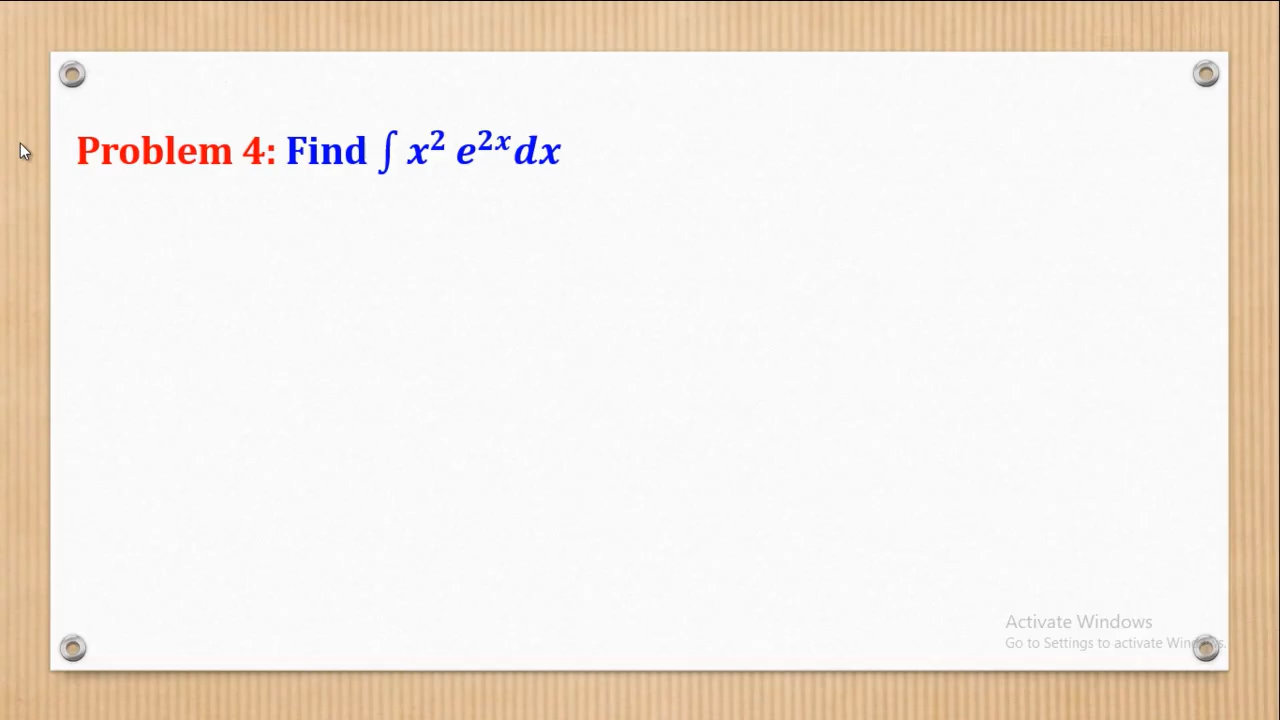 Problem 4: Find ∫ x² e²ˣdx
Activate Windows
Go to Settings to activate Windows.